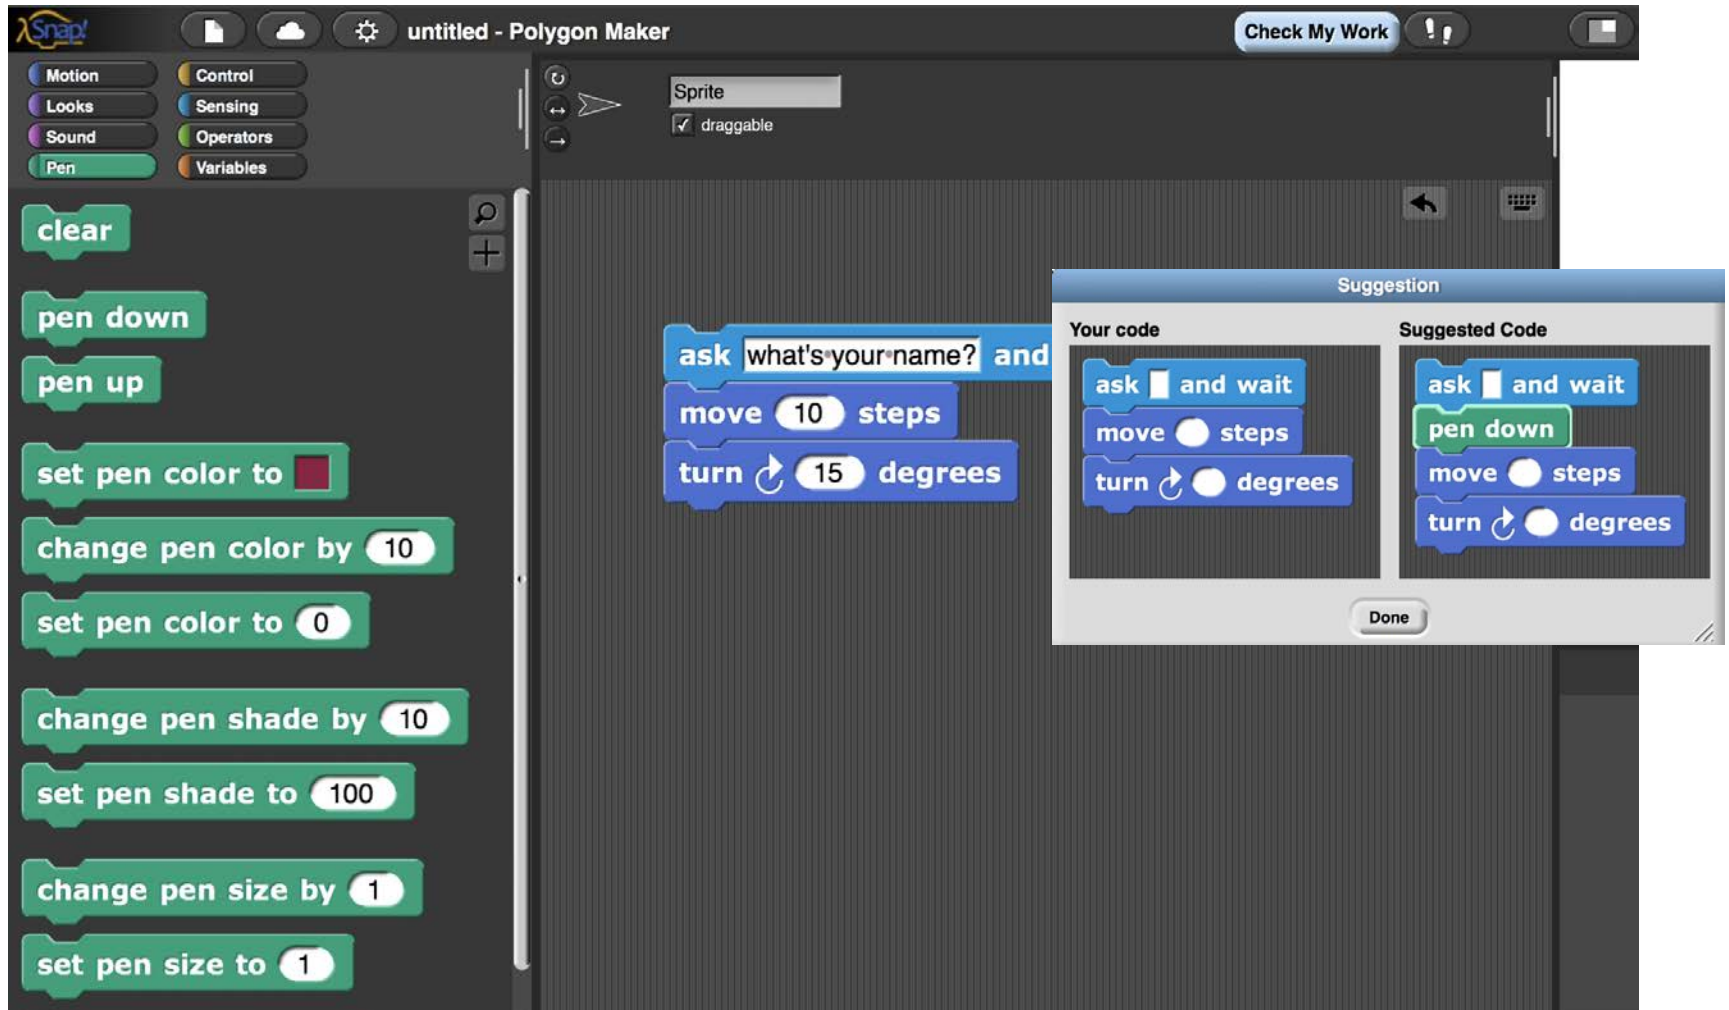 λSnap!
untitled - Polygon Maker
Check My Work
Motion
Control
Looks
Sensing
Sound
Operators
Pen
Variables
Sprite
draggable
clear
pen down
pen up
set pen color to
change pen color by 10
set pen color to 0
change pen shade by 10
set pen shade to 100
change pen size by 1
set pen size to 1
ask what's your name? and
move 10 steps
turn 15 degrees
Suggestion
Your code
ask and wait
move steps
turn degrees
Suggested Code
ask and wait
pen down
move steps
turn degrees
Done